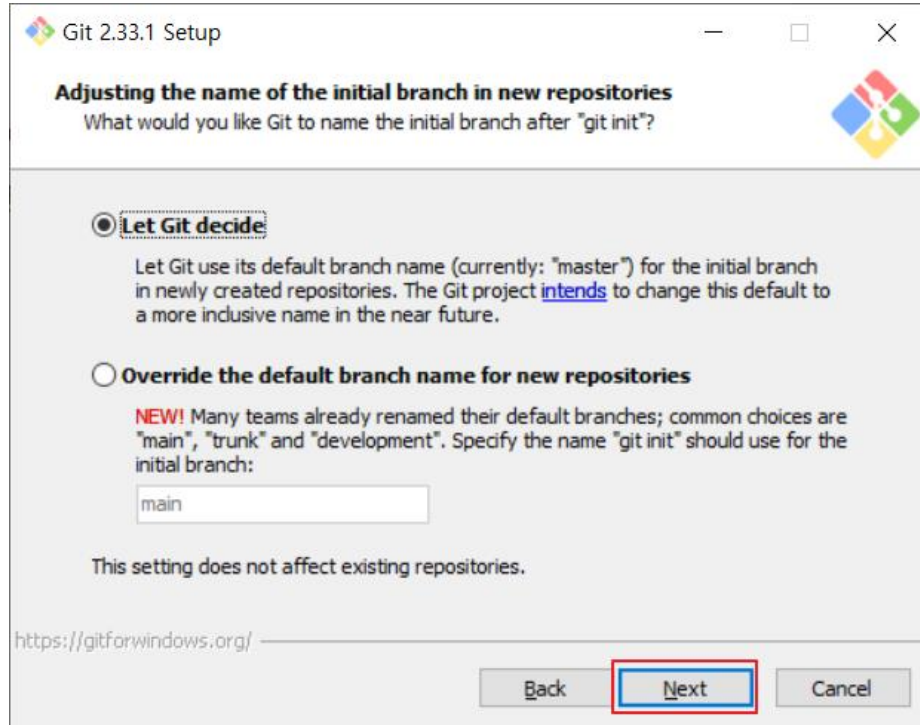 Git 2.33.1 Setup
Adjusting the name of the initial branch in new repositories
What would you like Git to name the initial branch after "git init"?
Let Git decide
Let Git use its default branch name (currently: "master") for the initial branch
in newly created repositories. The Git project intends to change this default to
a more inclusive name in the near future.
Override the default branch name for new repositories
NEW! Many teams already renamed their default branches; common choices are
"main", "trunk" and "development". Specify the name "git init" should use for the
initial branch:
main
This setting does not affect existing repositories.
https://gitforwindows.org/
Back Next Cancel